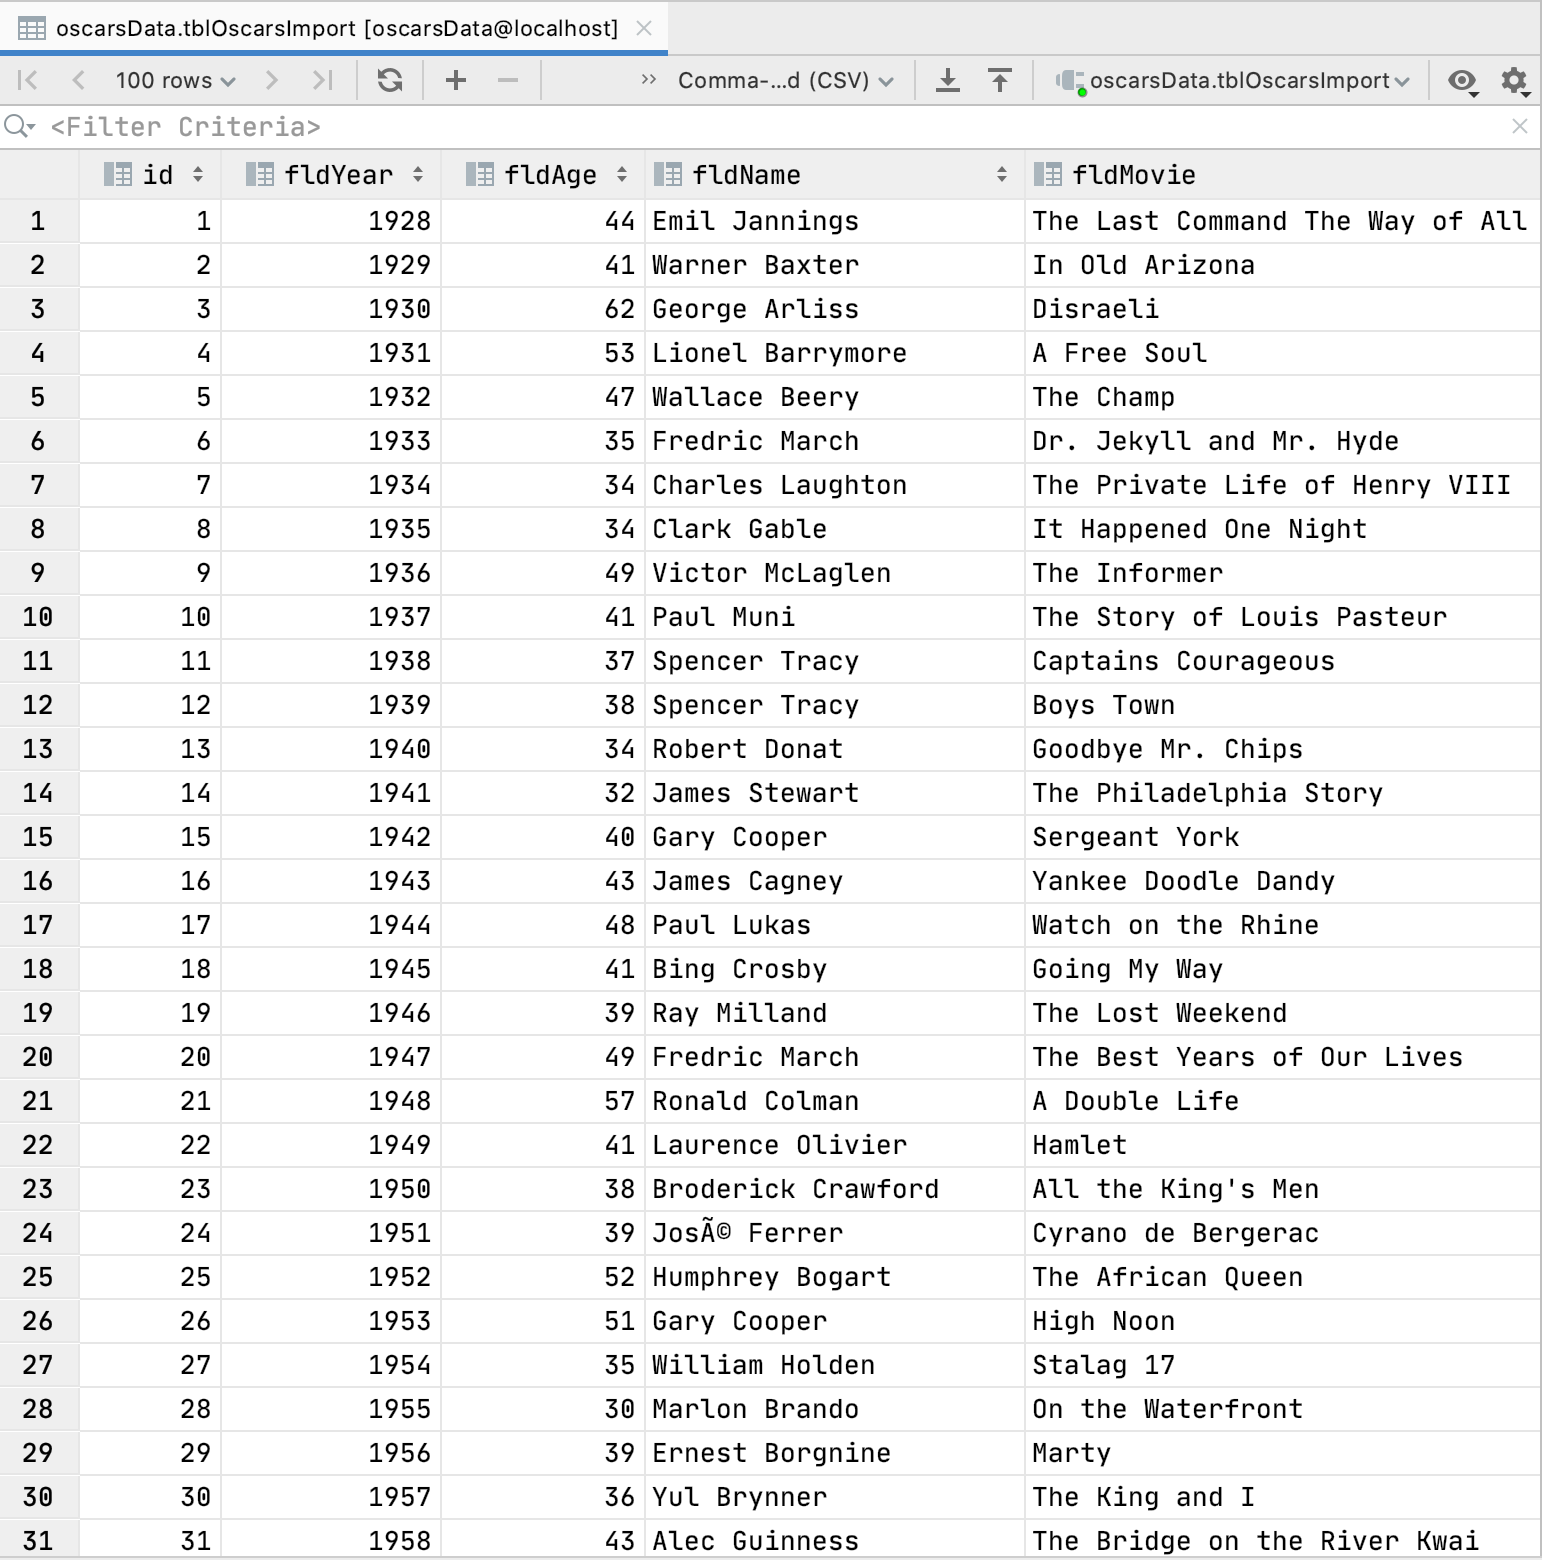 oscarsData.tblOscarsImport [oscarsData@localhost]
100 rows Comma-...d (CSV) oscarsData.tblOscarsImport
<Filter Criteria>
id fldYear fldAge fldName fldMovie
1 1 1928 44 Emil Jannings The Last Command The Way of All
2 2 1929 41 Warner Baxter In Old Arizona
3 3 1930 62 George Arliss Disraeli
4 4 1931 53 Lionel Barrymore A Free Soul
5 5 1932 47 Wallace Beery The Champ
6 6 1933 35 Fredric March Dr. Jekyll and Mr. Hyde
7 7 1934 34 Charles Laughton The Private Life of Henry VIII
8 8 1935 34 Clark Gable It Happened One Night
9 9 1936 49 Victor McLaglen The Informer
10 10 1937 41 Paul Muni The Story of Louis Pasteur
11 11 1938 37 Spencer Tracy Captains Courageous
12 12 1939 38 Spencer Tracy Boys Town
13 13 1940 34 Robert Donat Goodbye Mr. Chips
14 14 1941 32 James Stewart The Philadelphia Story
15 15 1942 40 Gary Cooper Sergeant York
16 16 1943 43 James Cagney Yankee Doodle Dandy
17 17 1944 48 Paul Lukas Watch on the Rhine
18 18 1945 41 Bing Crosby Going My Way
19 19 1946 39 Ray Milland The Lost Weekend
20 20 1947 49 Fredric March The Best Years of Our Lives
21 21 1948 57 Ronald Colman A Double Life
22 22 1949 41 Laurence Olivier Hamlet
23 23 1950 38 Broderick Crawford All the King's Men
24 24 1951 39 JosÃ© Ferrer Cyrano de Bergerac
25 25 1952 52 Humphrey Bogart The African Queen
26 26 1953 51 Gary Cooper High Noon
27 27 1954 35 William Holden Stalag 17
28 28 1955 30 Marlon Brando On the Waterfront
29 29 1956 39 Ernest Borgnine Marty
30 30 1957 36 Yul Brynner The King and I
31 31 1958 43 Alec Guinness The Bridge on the River Kwai